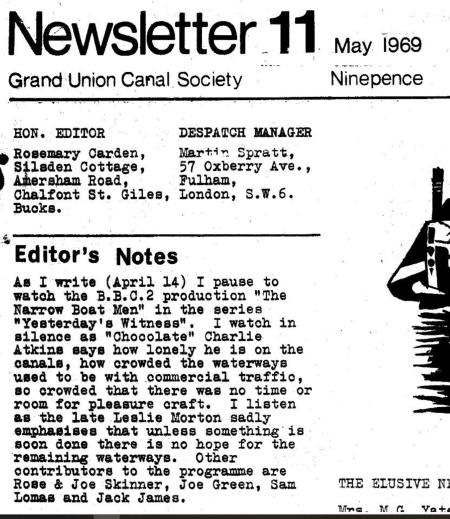 Newsletter 11 May 1969
Grand Union Canal Society Ninepence
HON. EDITOR DESPATCH MANAGER
Rosemary Carden, Martin Spratt,
Silsden Cottage, 57 Oxberry Ave.,
Amersham Road, Fulham,
Chalfont St. Giles, London, S.W.6.
Bucks.
Editor's Notes
As I write (April 14) I pause to
watch the B.B.C.2 production "The
Narrow Boat Men" in the series
"Yesterday's Witness". I watch in
silence as "Chocolate" Charlie
Atkins says how lonely he is on the
canals, how crowded the waterways
used to be with commercial traffic,
so crowded that there was no time or
room for pleasure craft. I listen
as the late Leslie Morton sadly
emphasises that unless something is
soon done there is no hope for the
remaining waterways. Other
contributors to the programme are
Rose & Joe Skinner, Joe Green, Sam
Lomas and Jack James.
THE ELUSIVE
Mrs. M.G.